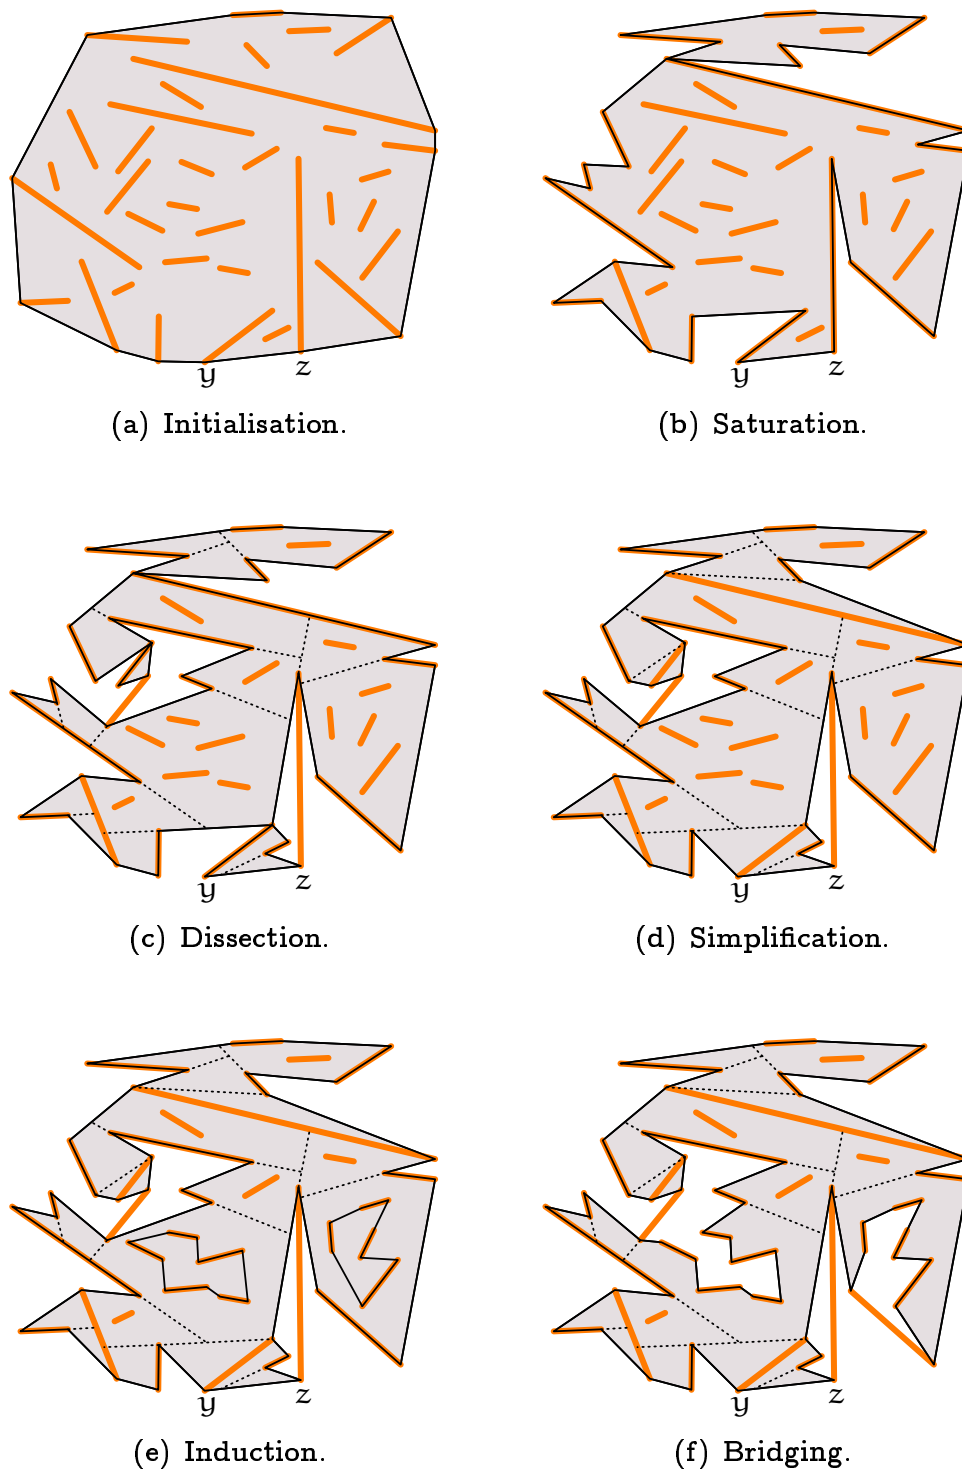 y z y z
(a) Initialisation. (b) Saturation.
y z y z
(c) Dissection. (d) Simplification.
y z y z
(e) Induction. (f) Bridging.